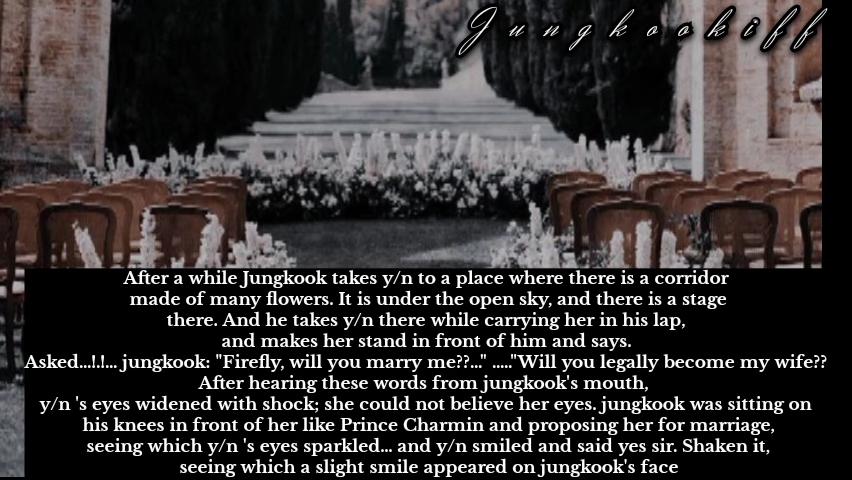 Jungkookiff
After a while Jungkook takes y/n to a place where there is a corridor
made of many flowers. It is under the open sky, and there is a stage
there. And he takes y/n there while carrying her in his lap,
and makes her stand in front of him and says.
Asked...!.!... jungkook: "Firefly, will you marry me??..." ....."Will you legally become my wife??
After hearing these words from jungkook's mouth,
y/n 's eyes widened with shock; she could not believe her eyes. jungkook was sitting on
his knees in front of her like Prince Charmin and proposing her for marriage,
seeing which y/n 's eyes sparkled... and y/n smiled and said yes sir. Shaken it,
seeing which a slight smile appeared on jungkook's face